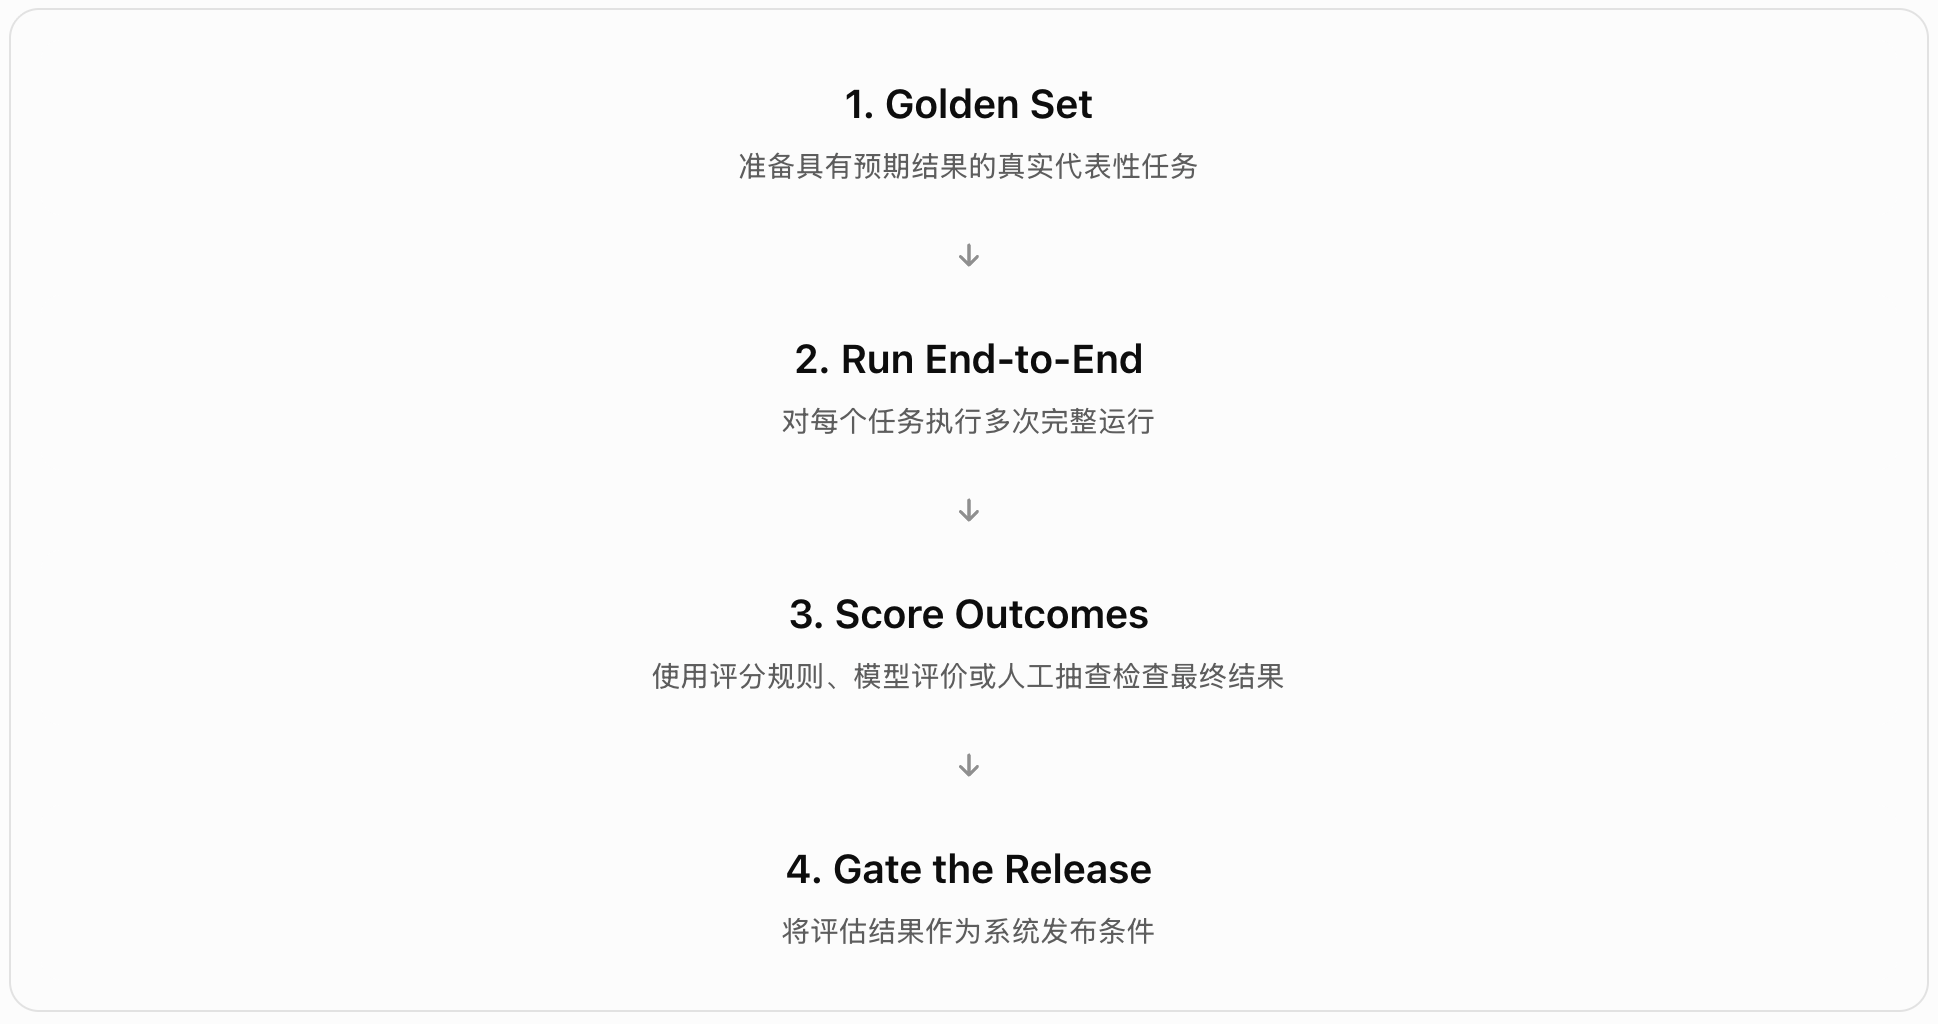 1. Golden Set
准备具有预期结果的真实代表性任务
2. Run End-to-End
对每个任务执行多次完整运行
3. Score Outcomes
使用评分规则、模型评价或人工抽查检查最终结果
4. Gate the Release
将评估结果作为系统发布条件